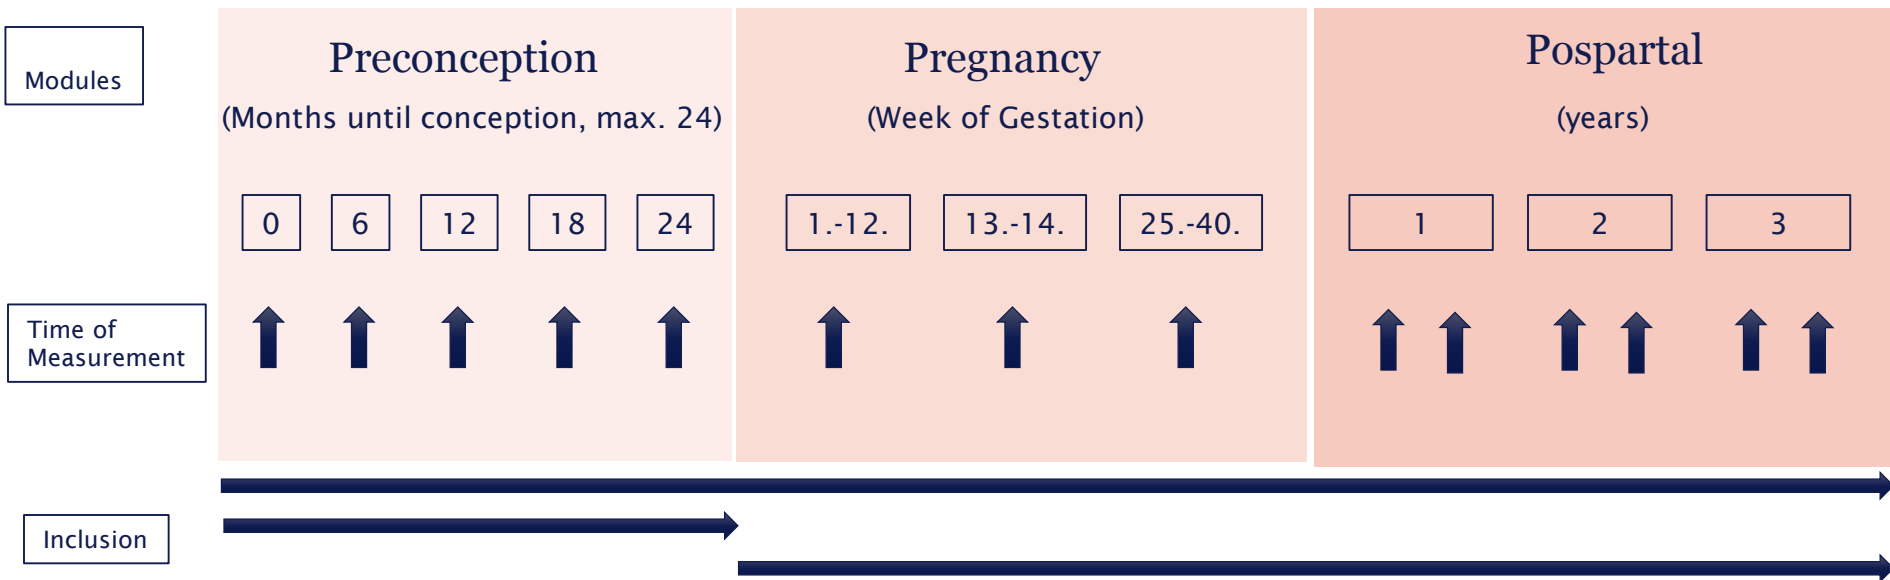 Modules
Preconception
(Months until conception, max. 24)
0
6
12
18
24
Pregnancy
(Week of Gestation)
1.-12.
13.-14.
25.-40.
Pospartal
(years)
1
2
3
Time of
Measurement
Inclusion